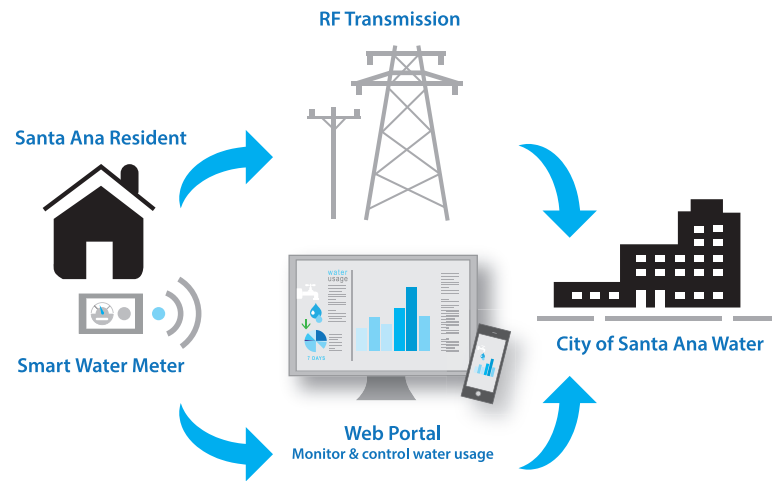 RF Transmission
Santa Ana Resident
Smart Water Meter
water
usage
7 DAYS
City of Santa Ana Water
Web Portal
Monitor & control water usage